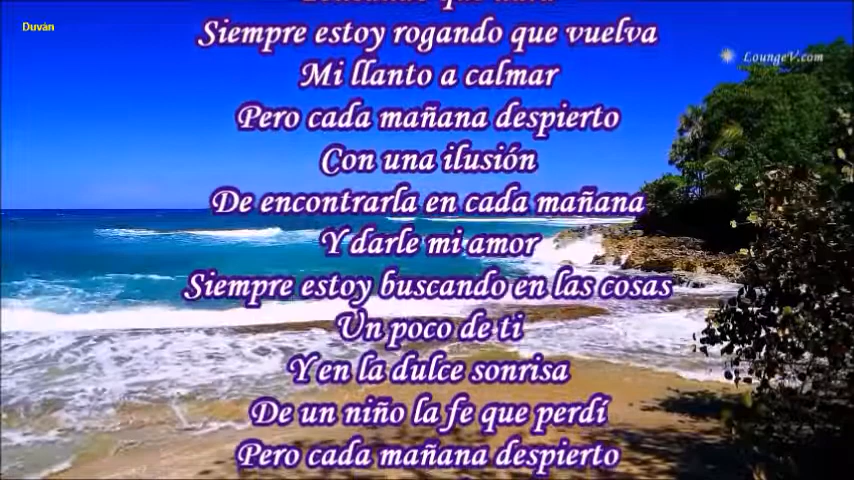 Duván
LoungeV.com
Siempre estoy rogando que vuelva
Mi llanto a calmar
Pero cada mañana despierto
Con una ilusión
De encontrarla en cada mañana
Y darle mi amor
Siempre estoy buscando en las cosas
Un poco de ti
Y en la dulce sonrisa
De un niño la fe que perdí
Pero cada mañana despierto